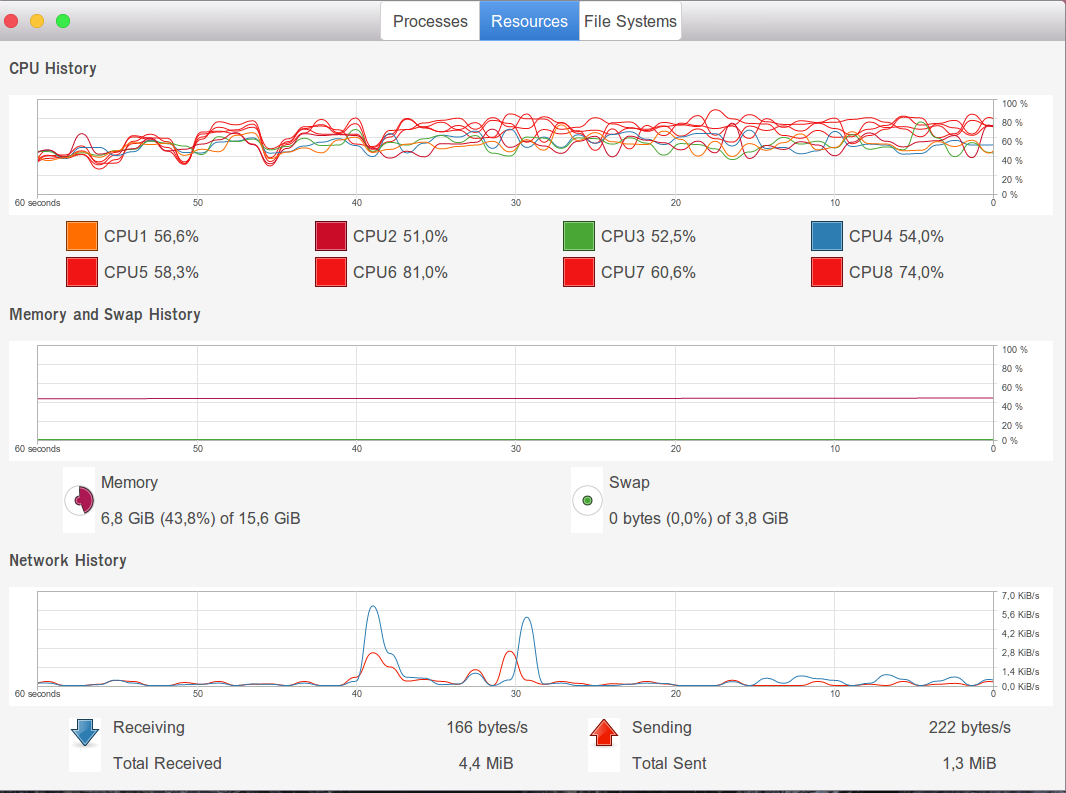 Processes Resources File Systems
CPU History
100 %
80 %
60 %
40 %
20 %
0 %
60 seconds 50 40 30 20 10 0
CPU1 56,6% CPU2 51,0% CPU3 52,5% CPU4 54,0%
CPU5 58,3% CPU6 81,0% CPU7 60,6% CPU8 74,0%
Memory and Swap History
100 %
80 %
60 %
40 %
20 %
0 %
60 seconds 50 40 30 20 10 0
Memory Swap
6,8 GiB (43,8%) of 15,6 GiB 0 bytes (0,0%) of 3,8 GiB
Network History
7,0 KiB/s
5,6 KiB/s
4,2 KiB/s
2,8 KiB/s
1,4 KiB/s
0,0 KiB/s
60 seconds 50 40 30 20 10 0
Receiving 166 bytes/s Sending 222 bytes/s
Total Received 4,4 MiB Total Sent 1,3 MiB